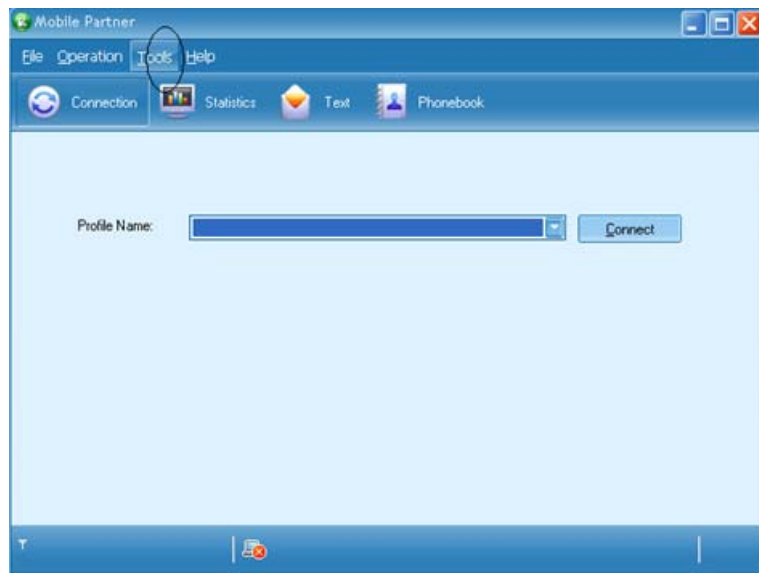 Mobile Partner
File Operation Tools Help
Connection Statistics Text Phonebook
Profile Name: Connect